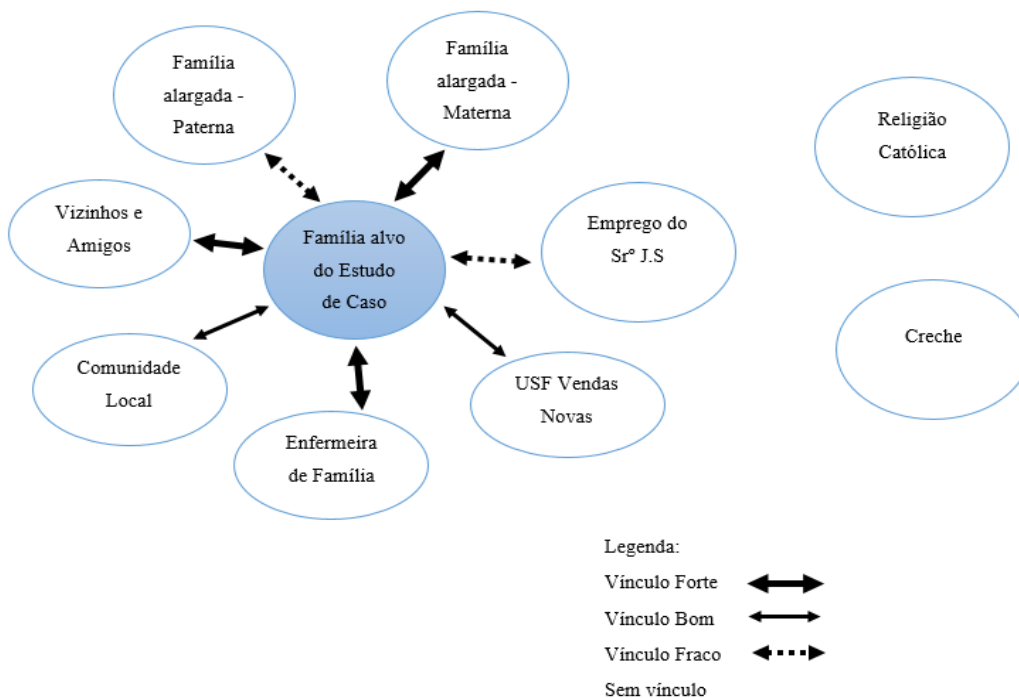 Família
alargada -
Paterna
Família
alargada -
Materna
Religião
Católica
Vizinhos e
Amigos
Família alvo
do Estudo
de Caso
Emprego do
Srº J.S
Creche
Comunidade
Local
USF Vendas
Novas
Enfermeira
de Família
Legenda:
Vínculo Forte
Vínculo Bom
Vínculo Fraco
Sem vínculo